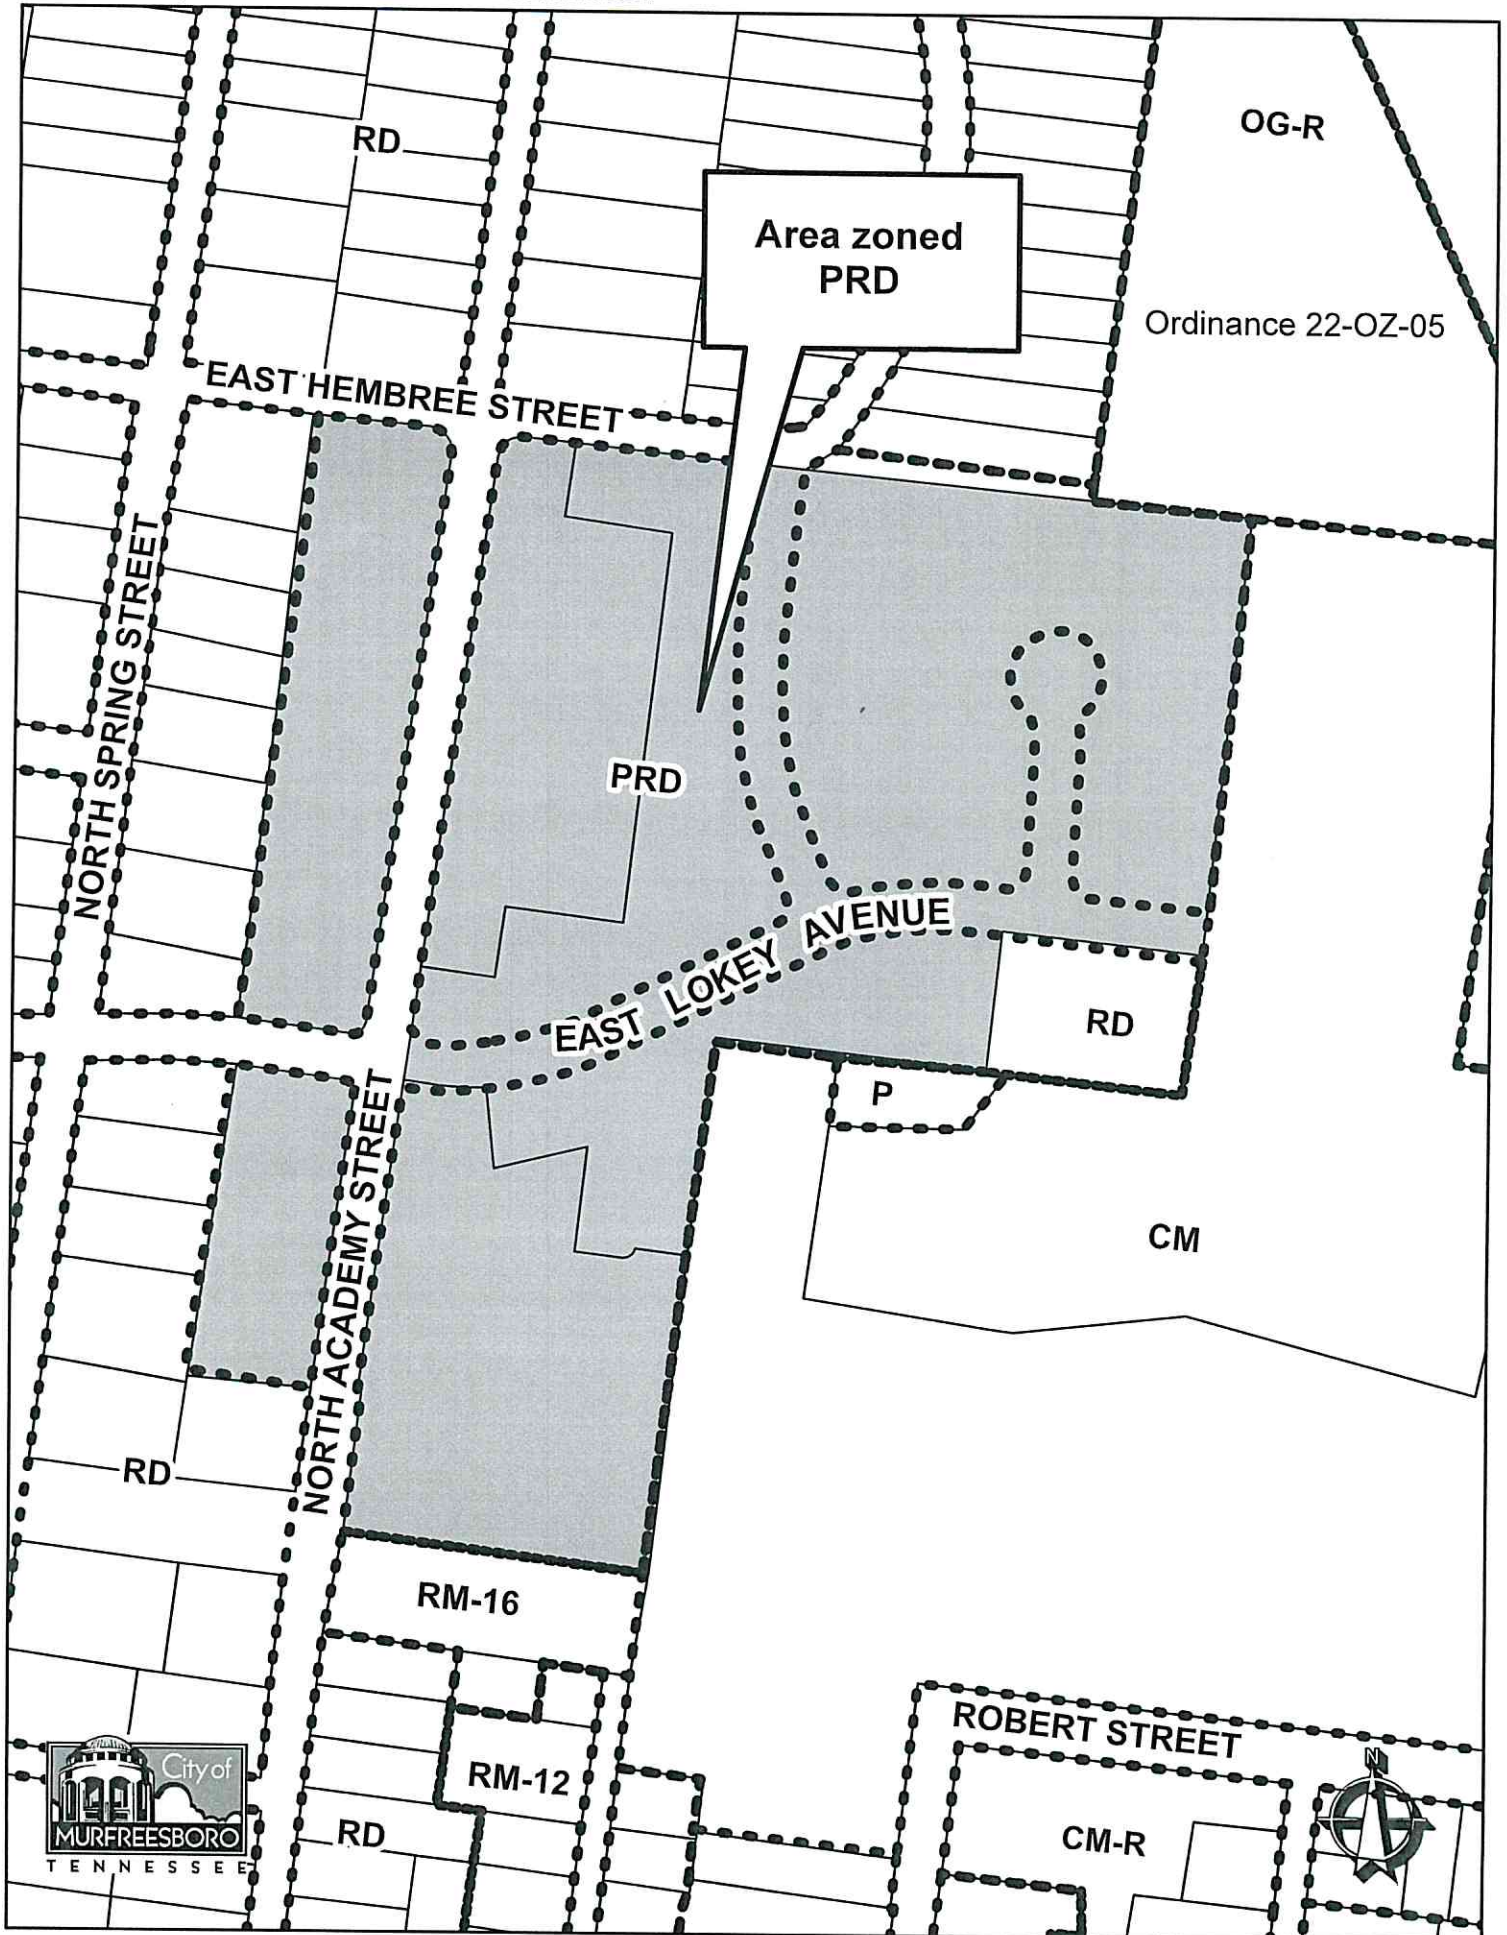 RD
OG-R
Area zoned
PRD
Ordinance 22-OZ-05
EAST HEMBREE STREET
NORTH SPRING STREET
PRD
EAST LOKEY AVENUE
RD
P
NORTH ACADEMY STREET
CM
RD
RM-16
ROBERT STREET
RM-12
N
City of
MURFREESBORO
TENNESSEE
RD
CM-R